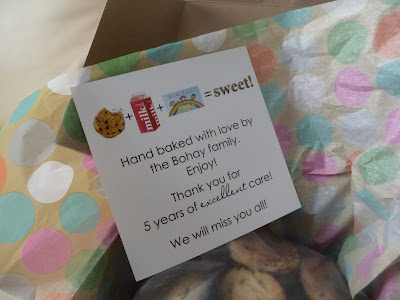 milk
+ + = sweet!
Hand baked with love by
the Bohay family.
Enjoy!
Thank you for
5 years of excellent care!
We will miss you all!